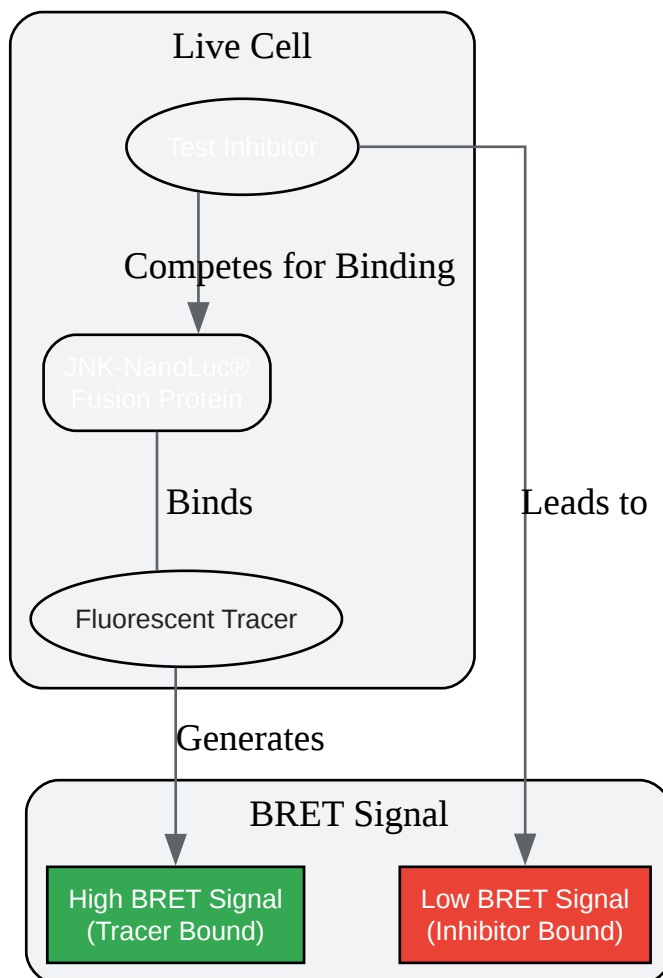 Live Cell
Test Inhibitor
Competes for Binding
JNK-NanoLuc®
Fusion Protein
Binds
Leads to
Fluorescent Tracer
Generates
BRET Signal
High BRET Signal
(Tracer Bound)
Low BRET Signal
(Inhibitor Bound)